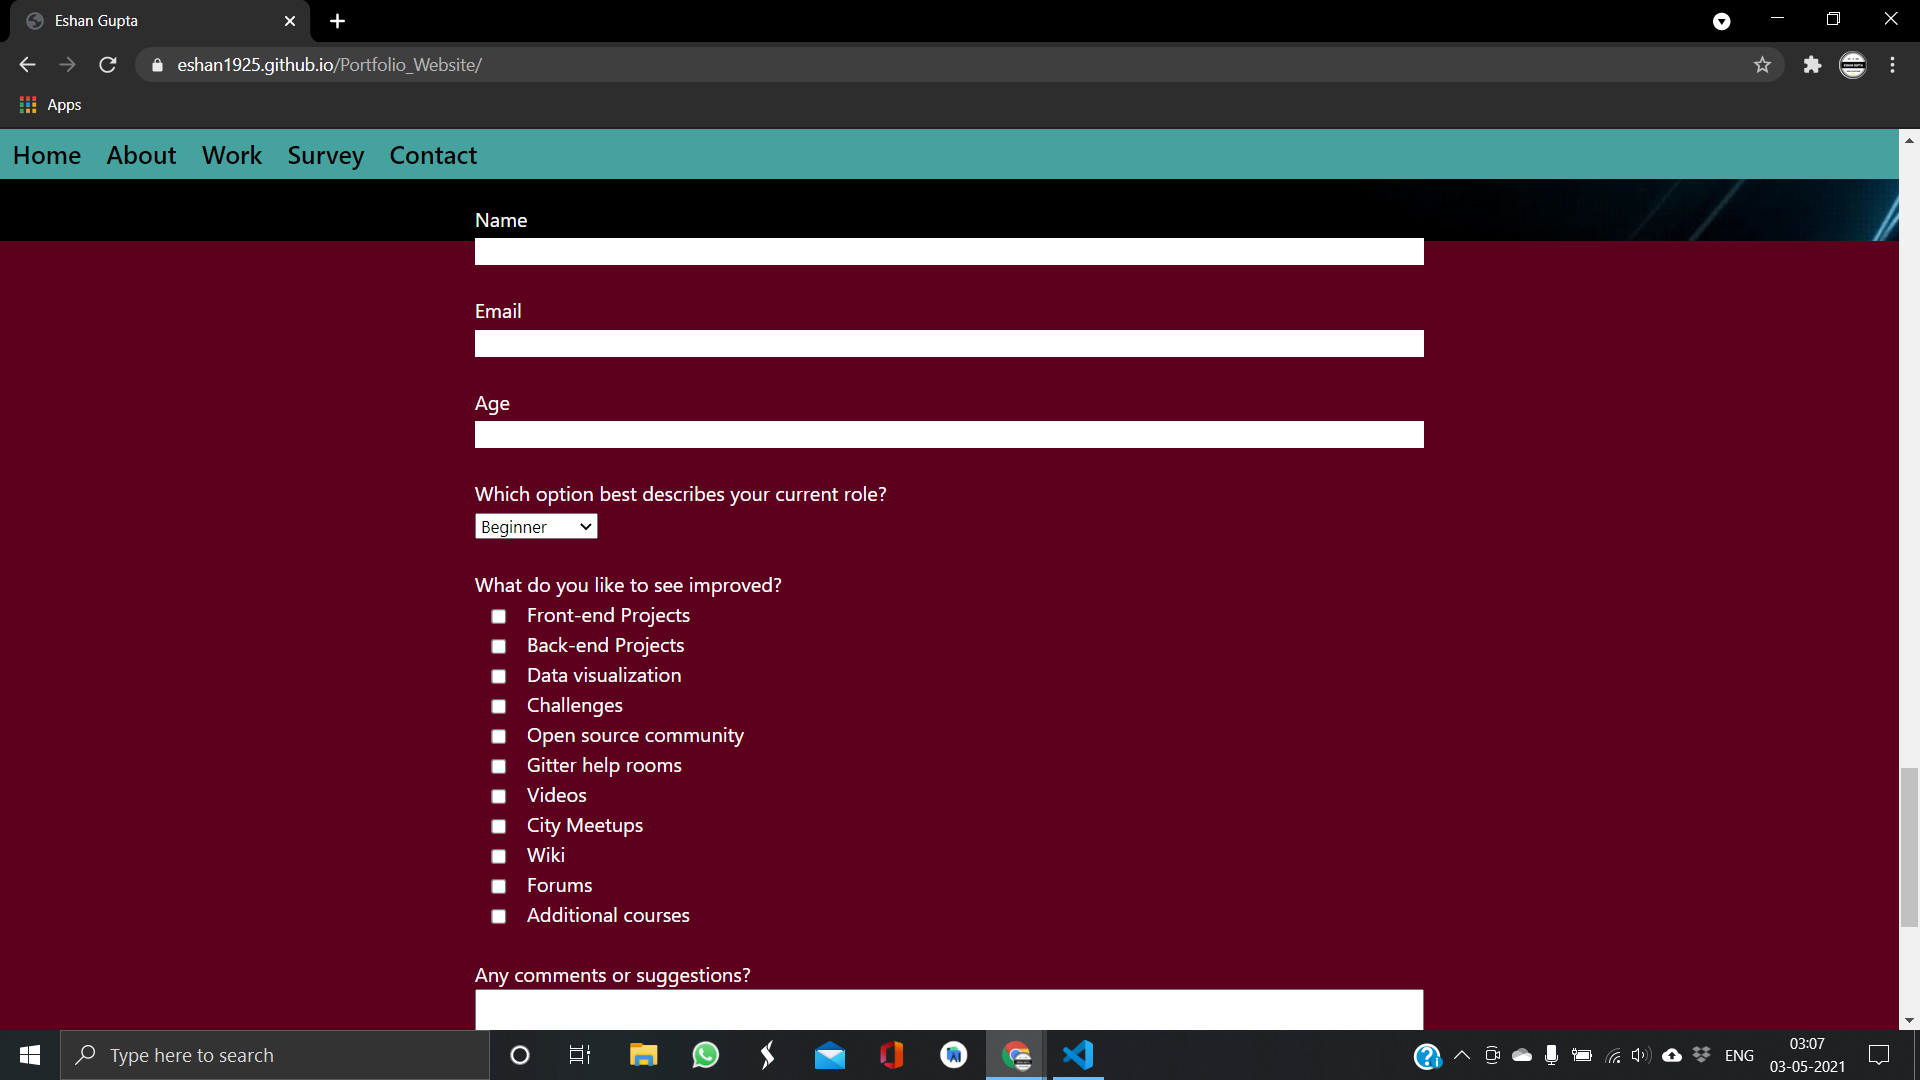 Eshan Gupta
eshan1925.github.io/Portfolio_Website/
Apps
Home About Work Survey Contact
Name
Email
Age
Which option best describes your current role?
Beginner
What do you like to see improved?
Front-end Projects
Back-end Projects
Data visualization
Challenges
Open source community
Gitter help rooms
Videos
City Meetups
Wiki
Forums
Additional courses
Any comments or suggestions?
Type here to search
ENG
03:07
03-05-2021